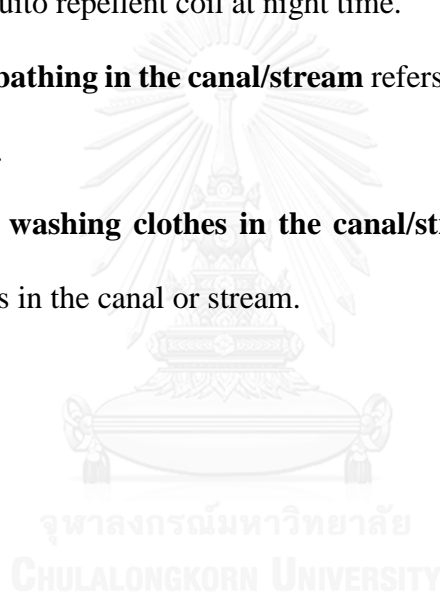 repellent coil at night time.
bathing in the canal/stream refers
.
washing clothes in the canal/st
s in the canal or stream.
จุฬาลงกรณ์มหาวิทยาลัย
CHULALONGKORN UNIVERSITY